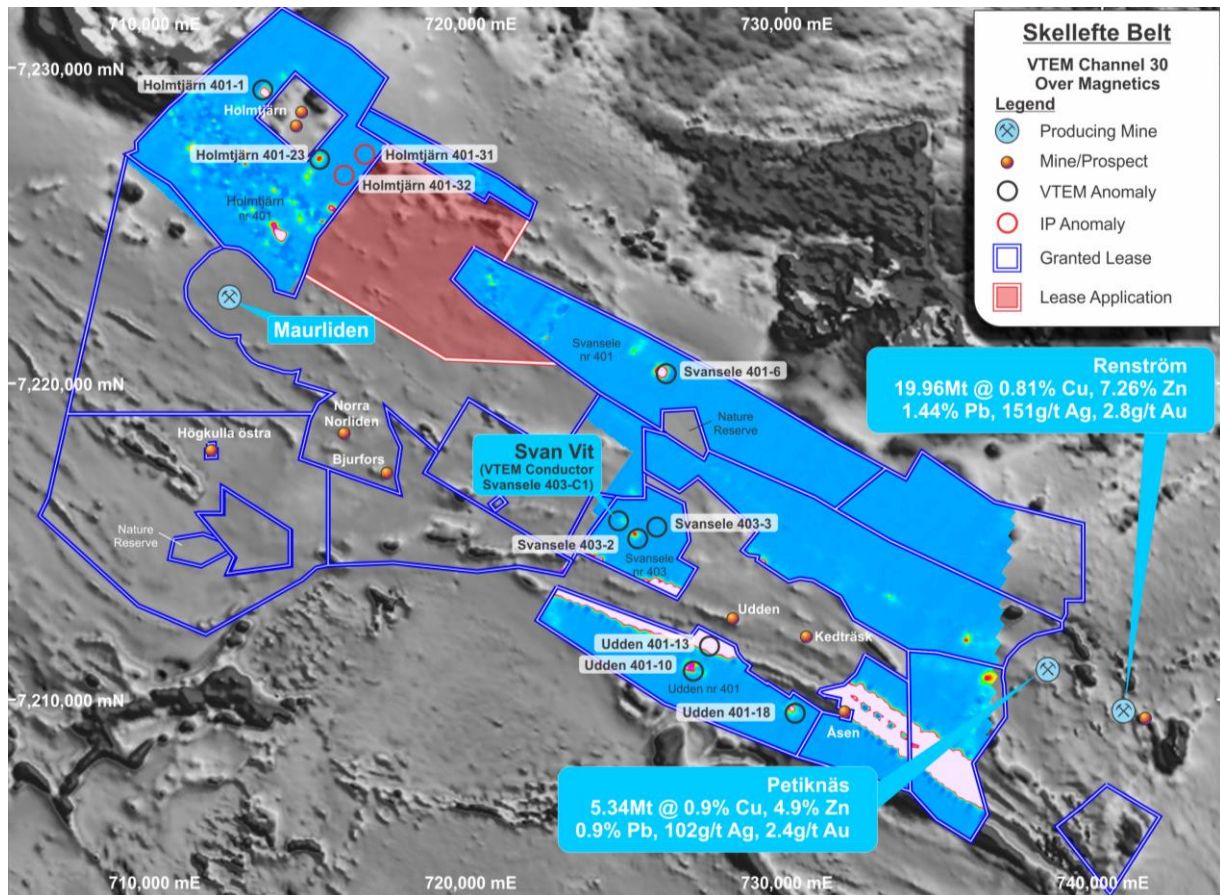 710,000 mE
720,000 mE
730,000 mE
7,230,000 mN
Skellefte Belt
VTEM Channel 30
Over Magnetics
Legend
Producing Mine
Mine/Prospect
VTEM Anomaly
IP Anomaly
Granted Lease
Lease Application
Holmtjärn 401-1
Holmtjärn
Holmtjärn 401-23
Holmtjärn 401-31
Holmtjärn 401-32
Holmtjärn
nr 401
Maurliden
Svansele
nr 401
Svansele 401-6
7,220,000 mN
Renström
19.96Mt @ 0.81% Cu, 7.26% Zn
1.44% Pb, 151g/t Ag, 2.8g/t Au
Norra
Norliden
Högkulla östra
Bjurfors
Nature
Reserve
Svan Vit
(VTEM Conductor
Svansele 403-C1)
Svansele 403-3
Svansele 403-2
Svansele
nr 403
Nature
Reserve
Udden
Kedträsk
Udden 401-13
Udden 401-10
Udden nr 401
7,210,000 mN
Udden 401-18
Åsen
Petiknäs
5.34Mt @ 0.9% Cu, 4.9% Zn
0.9% Pb, 102g/t Ag, 2.4g/t Au
710,000 mE
720,000 mE
730,000 mE
740,000 mE